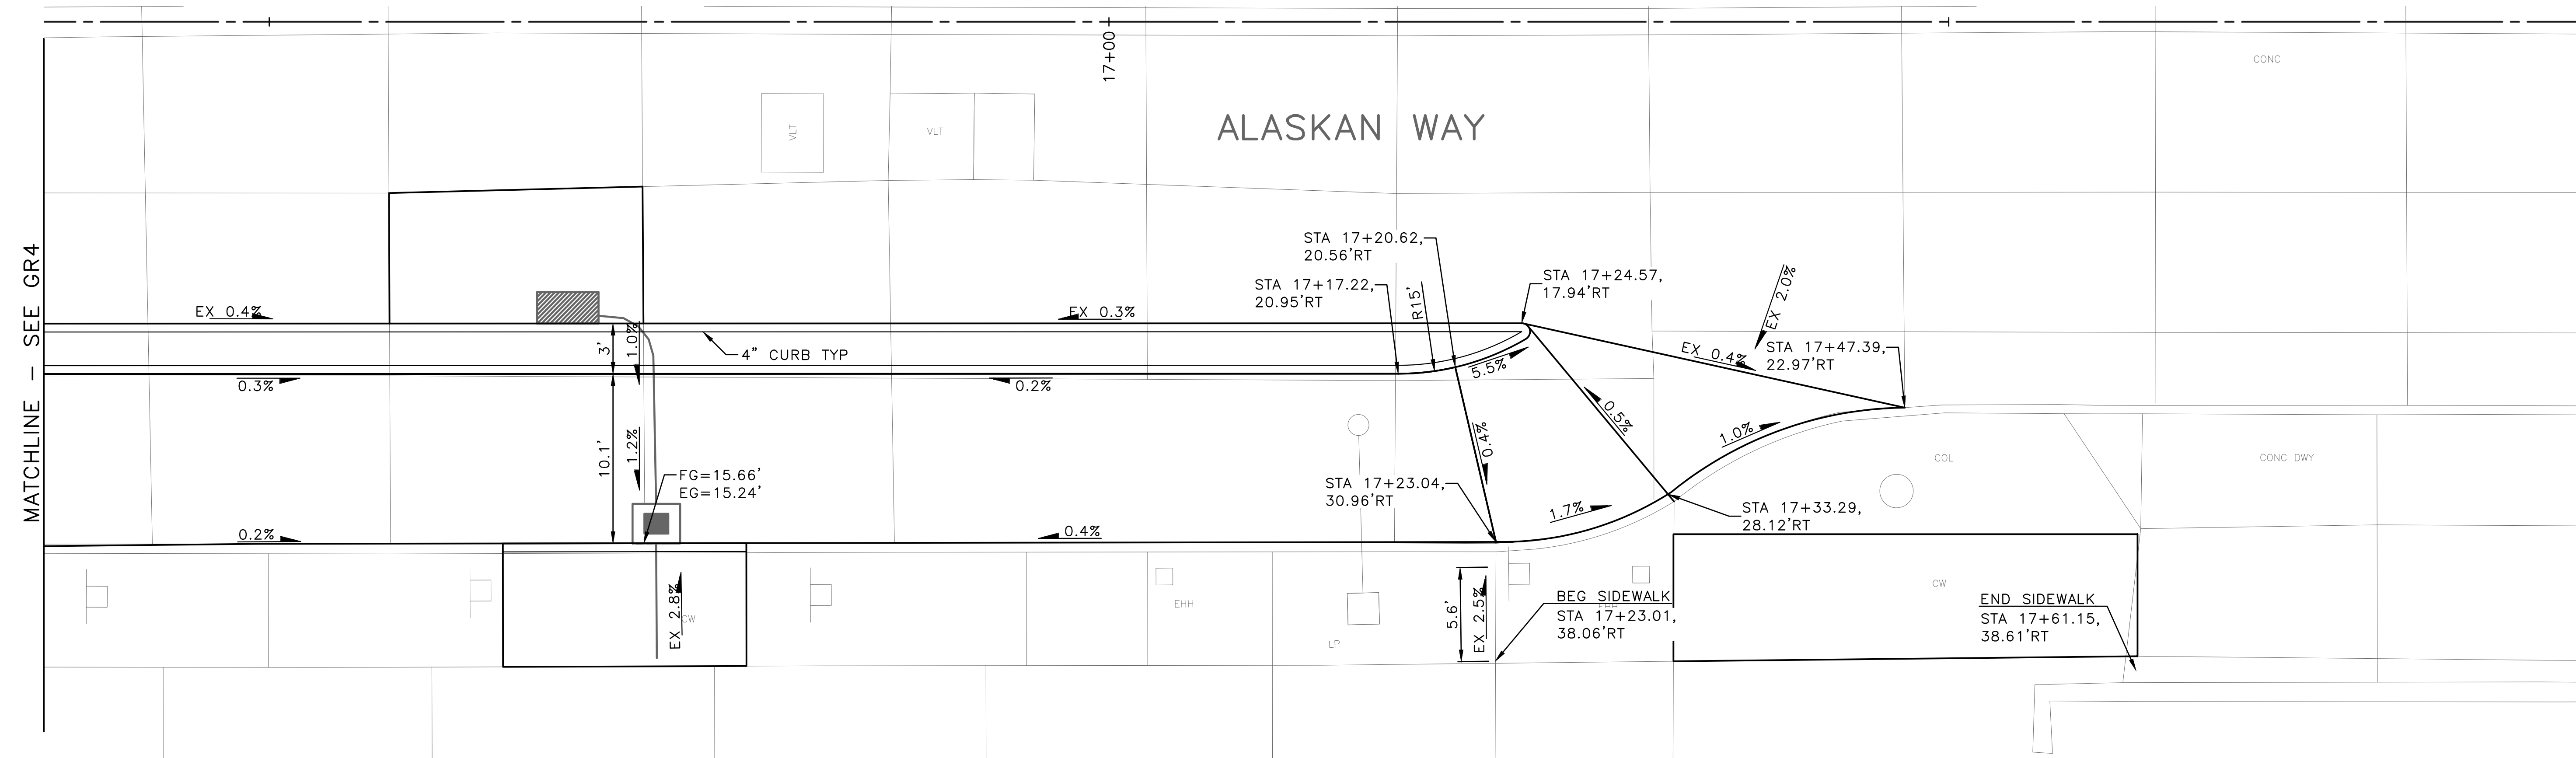 17+00
CONC
VLT
VLT
ALASKAN WAY
MATCHLINE – SEE GR4
STA 17+20.62,
20.56'RT
STA 17+17.22,
20.95'RT
R15'
STA 17+24.57,
17.94'RT
EX 2.0%
EX 0.4%
EX 0.3%
4" CURB TYP
3'
1.0%
EX 0.4%
STA 17+47.39,
22.97'RT
0.3%
0.2%
5.5%
0.5%
10.1'
1.2%
FG=15.66'
EG=15.24'
0.4%
1.0%
COL
CONC DWY
STA 17+23.04,
30.96'RT
1.7%
STA 17+33.29,
28.12'RT
0.2%
0.4%
EX 2.8%
CW
EHH
LP
5.6'
EX 2.5%
BEG SIDEWALK
STA 17+23.01,
38.06'RT
EHH
CW
END SIDEWALK
STA 17+61.15,
38.61'RT